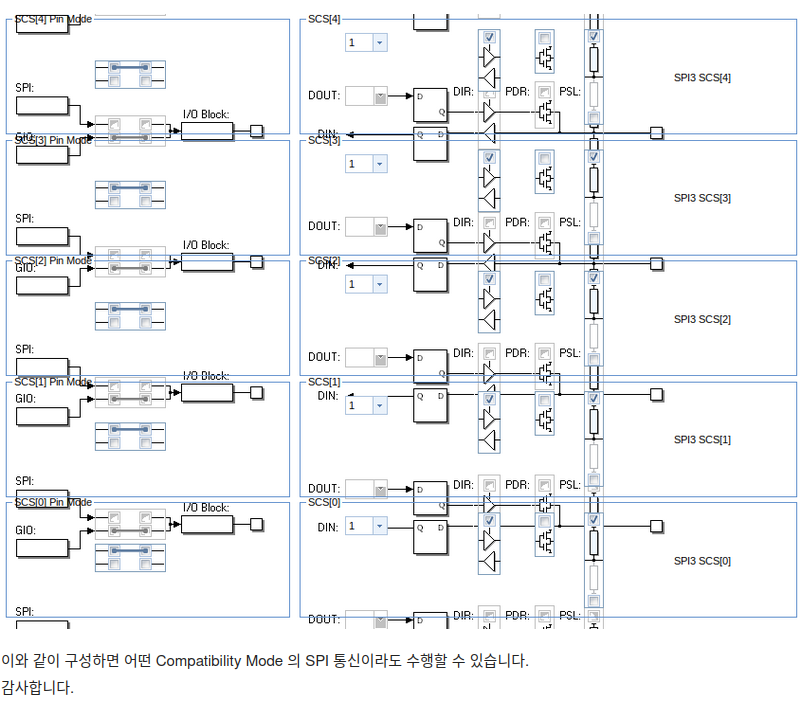 SCS[4] Pin Mode
SCS[4]
1
SPI3 SCS[4]
SPI:
DOUT:
D
Q
DIR:
PDR:
PSL:
I/O Block:
GIO:
DIN:
Q D
SCS[3] Pin Mode
SCS[3]
1
SPI3 SCS[3]
SPI:
DOUT:
D
Q
DIR:
PDR:
PSL:
I/O Block:
GIO:
DIN:
Q D
SCS[2] Pin Mode
SCS[2]
1
SPI3 SCS[2]
SPI:
DOUT:
D
Q
DIR:
PDR:
PSL:
I/O Block:
SCS[1] Pin Mode
SCS[1]
GIO:
DIN:
Q D
1
SPI3 SCS[1]
SPI:
DOUT:
D
Q
DIR:
PDR:
PSL:
SCS[0] Pin Mode
SCS[0]
I/O Block:
GIO:
DIN:
1
Q D
SPI3 SCS[0]
SPI:
DOUT:
D
DIR:
PDR:
PSL:
이와 같이 구성하면 어떤 Compatibility Mode 의 SPI 통신이라도 수행할 수 있습니다.
감사합니다.